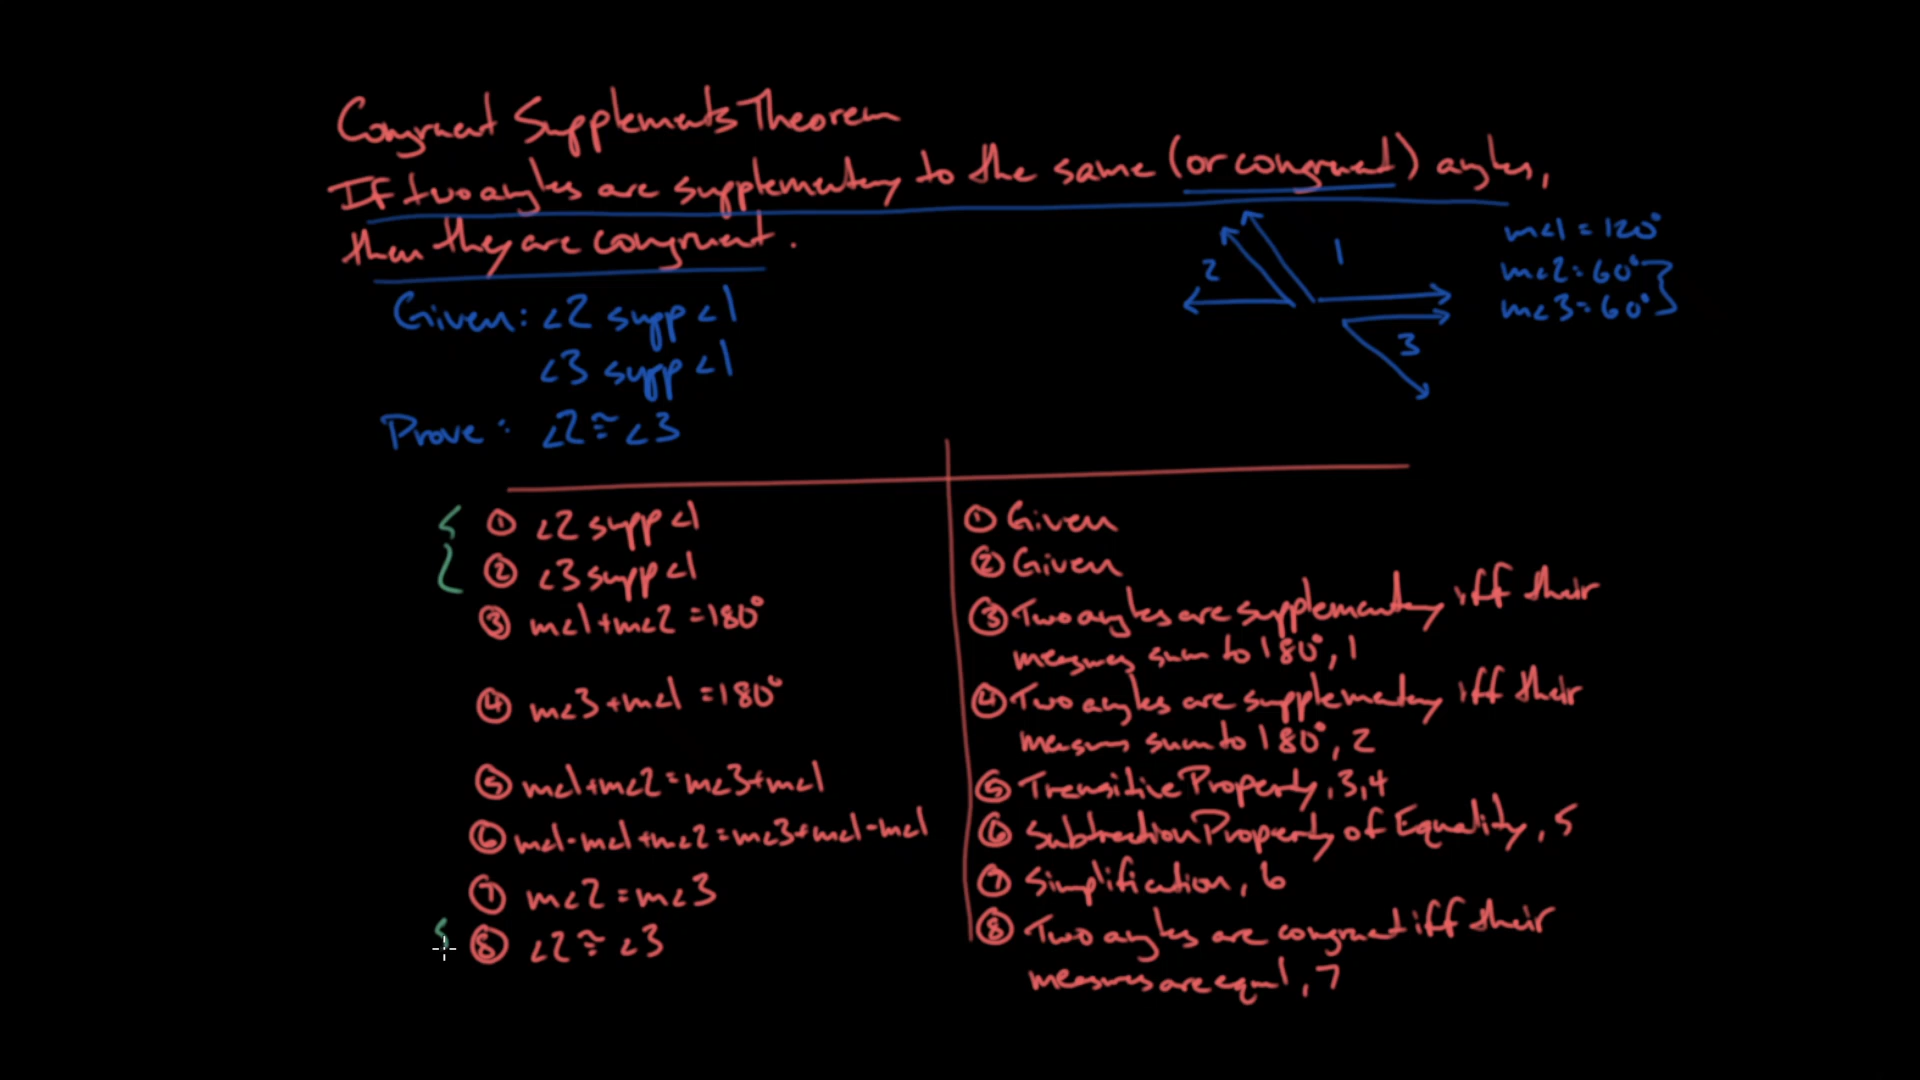 Congruent Supplements Theorem
If two angles are supplementary to the same (or congruent) angles,
then they are congruent.
Given: ∠2 supp ∠1
∠3 supp ∠1
Prove: ∠2 ≅ ∠3
2
1
3
m∠1 = 120°
m∠2 = 60°
m∠3 = 60°
① ∠2 supp ∠1
① Given
② ∠3 supp ∠1
② Given
③ m∠1 + m∠2 = 180°
③ Two angles are supplementary iff their
measures sum to 180°, 1
④ m∠3 + m∠1 = 180°
④ Two angles are supplementary iff their
measures sum to 180°, 2
⑤ m∠1 + m∠2 = m∠3 + m∠1
⑤ Transitive Property, 3,4
⑥ m∠1 - m∠1 + m∠2 = m∠3 + m∠1 - m∠1
⑥ Subtraction Property of Equality, 5
⑦ m∠2 = m∠3
⑦ Simplification, 6
⑧ ∠2 ≅ ∠3
⑧ Two angles are congruent iff their
measures are equal, 7